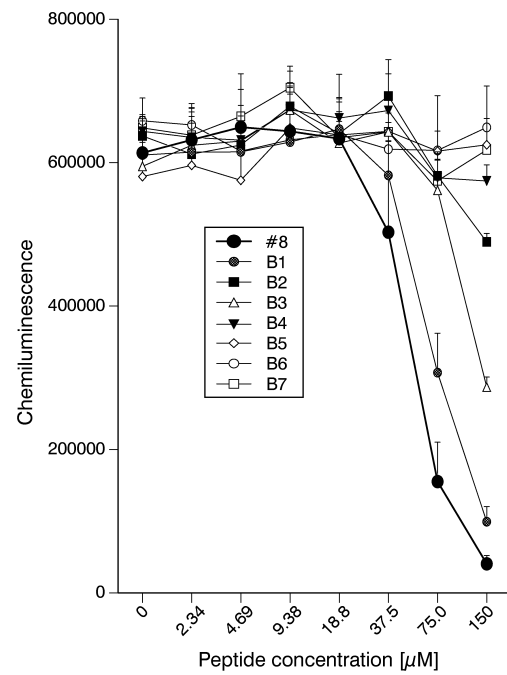 800000
600000
400000
200000
0
Chemiluminescence
#8
B1
B2
B3
B4
B5
B6
B7
0 2.34 4.69 9.38 18.8 37.5 75.0 150
Peptide concentration [µM]